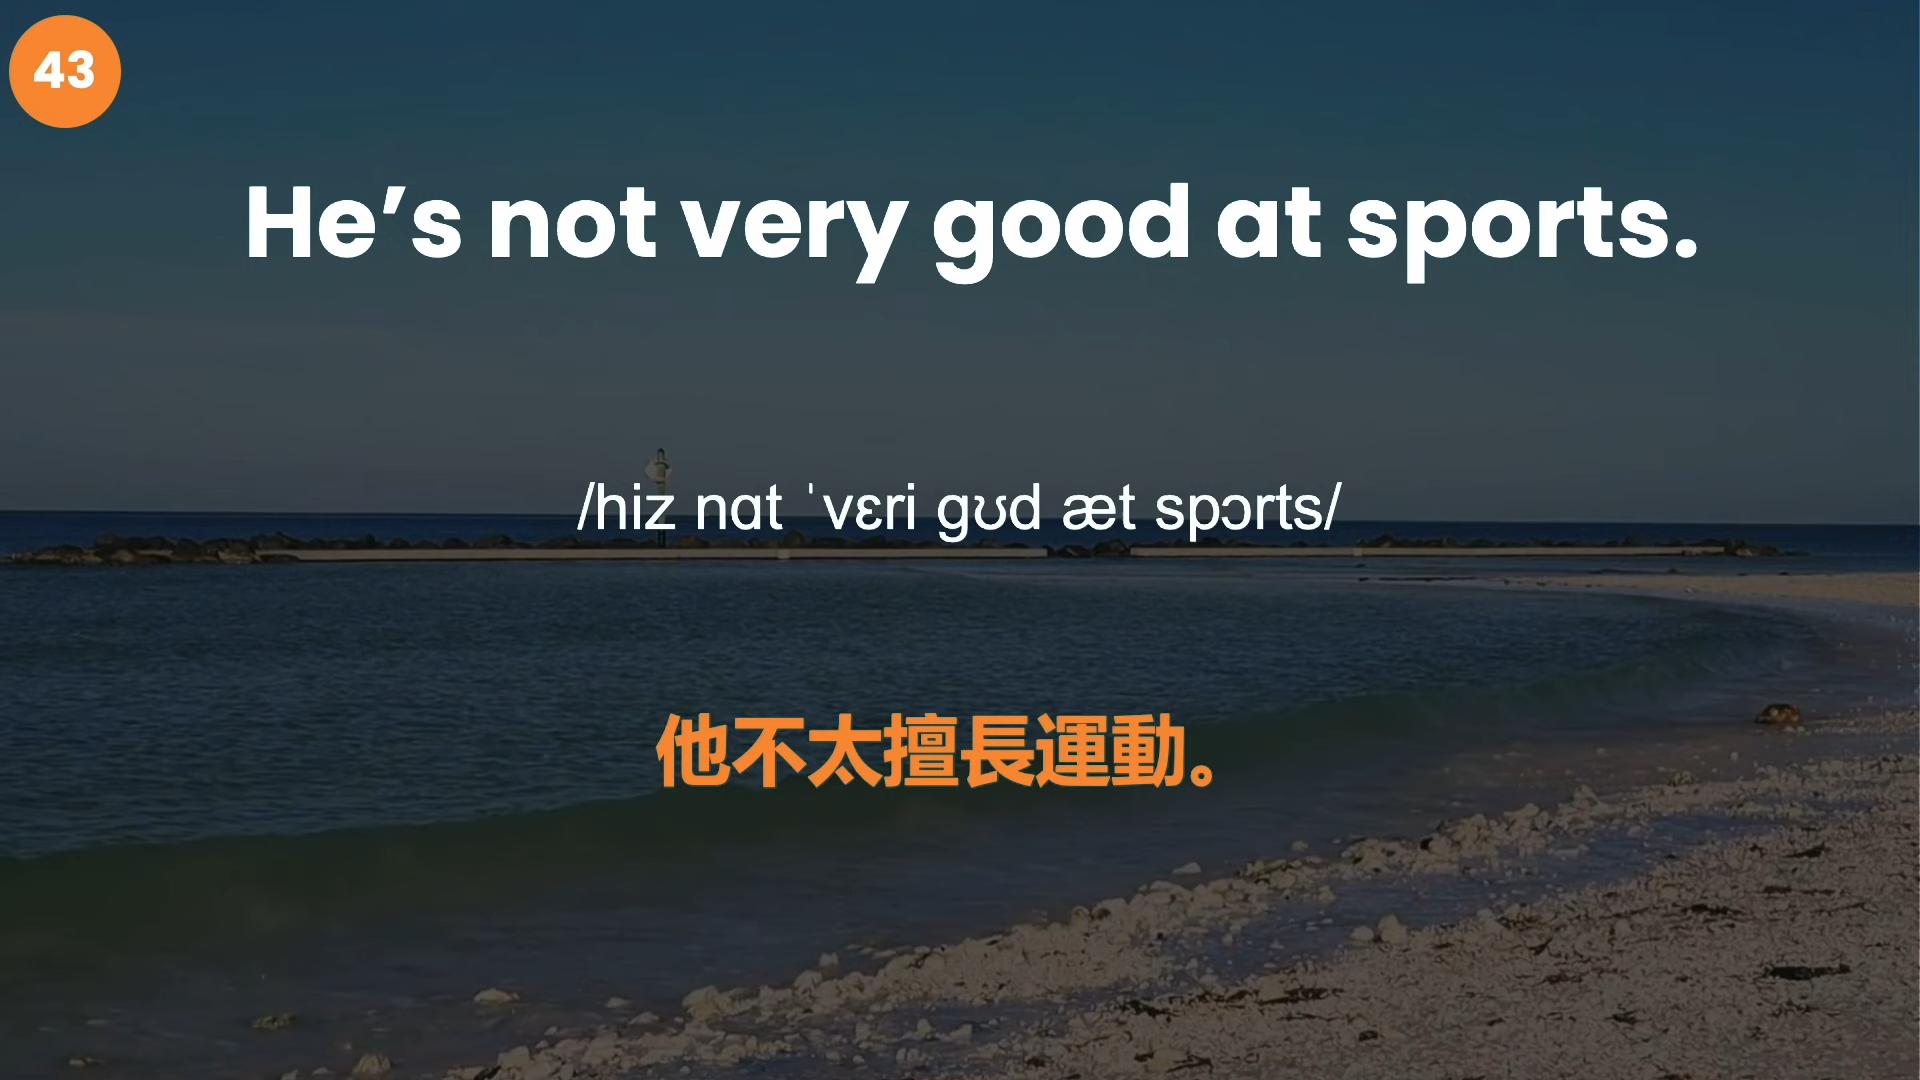 43
He’s not very good at sports.
/hiz nɑt ˈvɛri gʊd æt spɔrts/
他不太擅長運動。